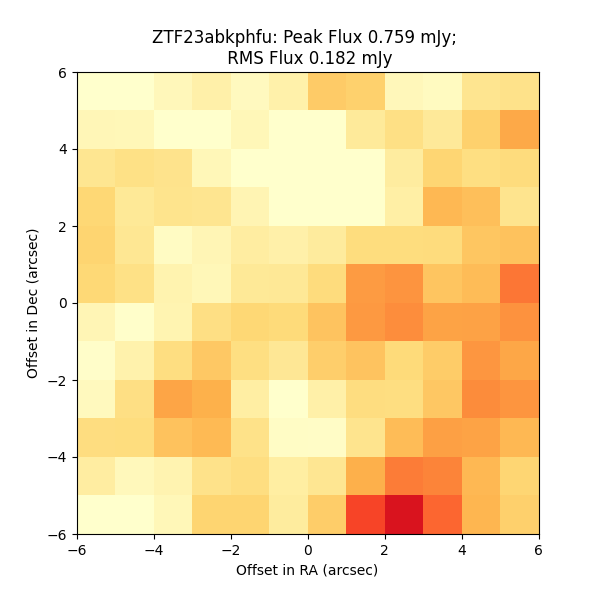 ZTF23abkphfu: Peak Flux 0.759 mJy;
RMS Flux 0.182 mJy
6
4
2
0
−2
−4
−6
Offset in Dec (arcsec)
−6 −4 −2 0 2 4 6
Offset in RA (arcsec)